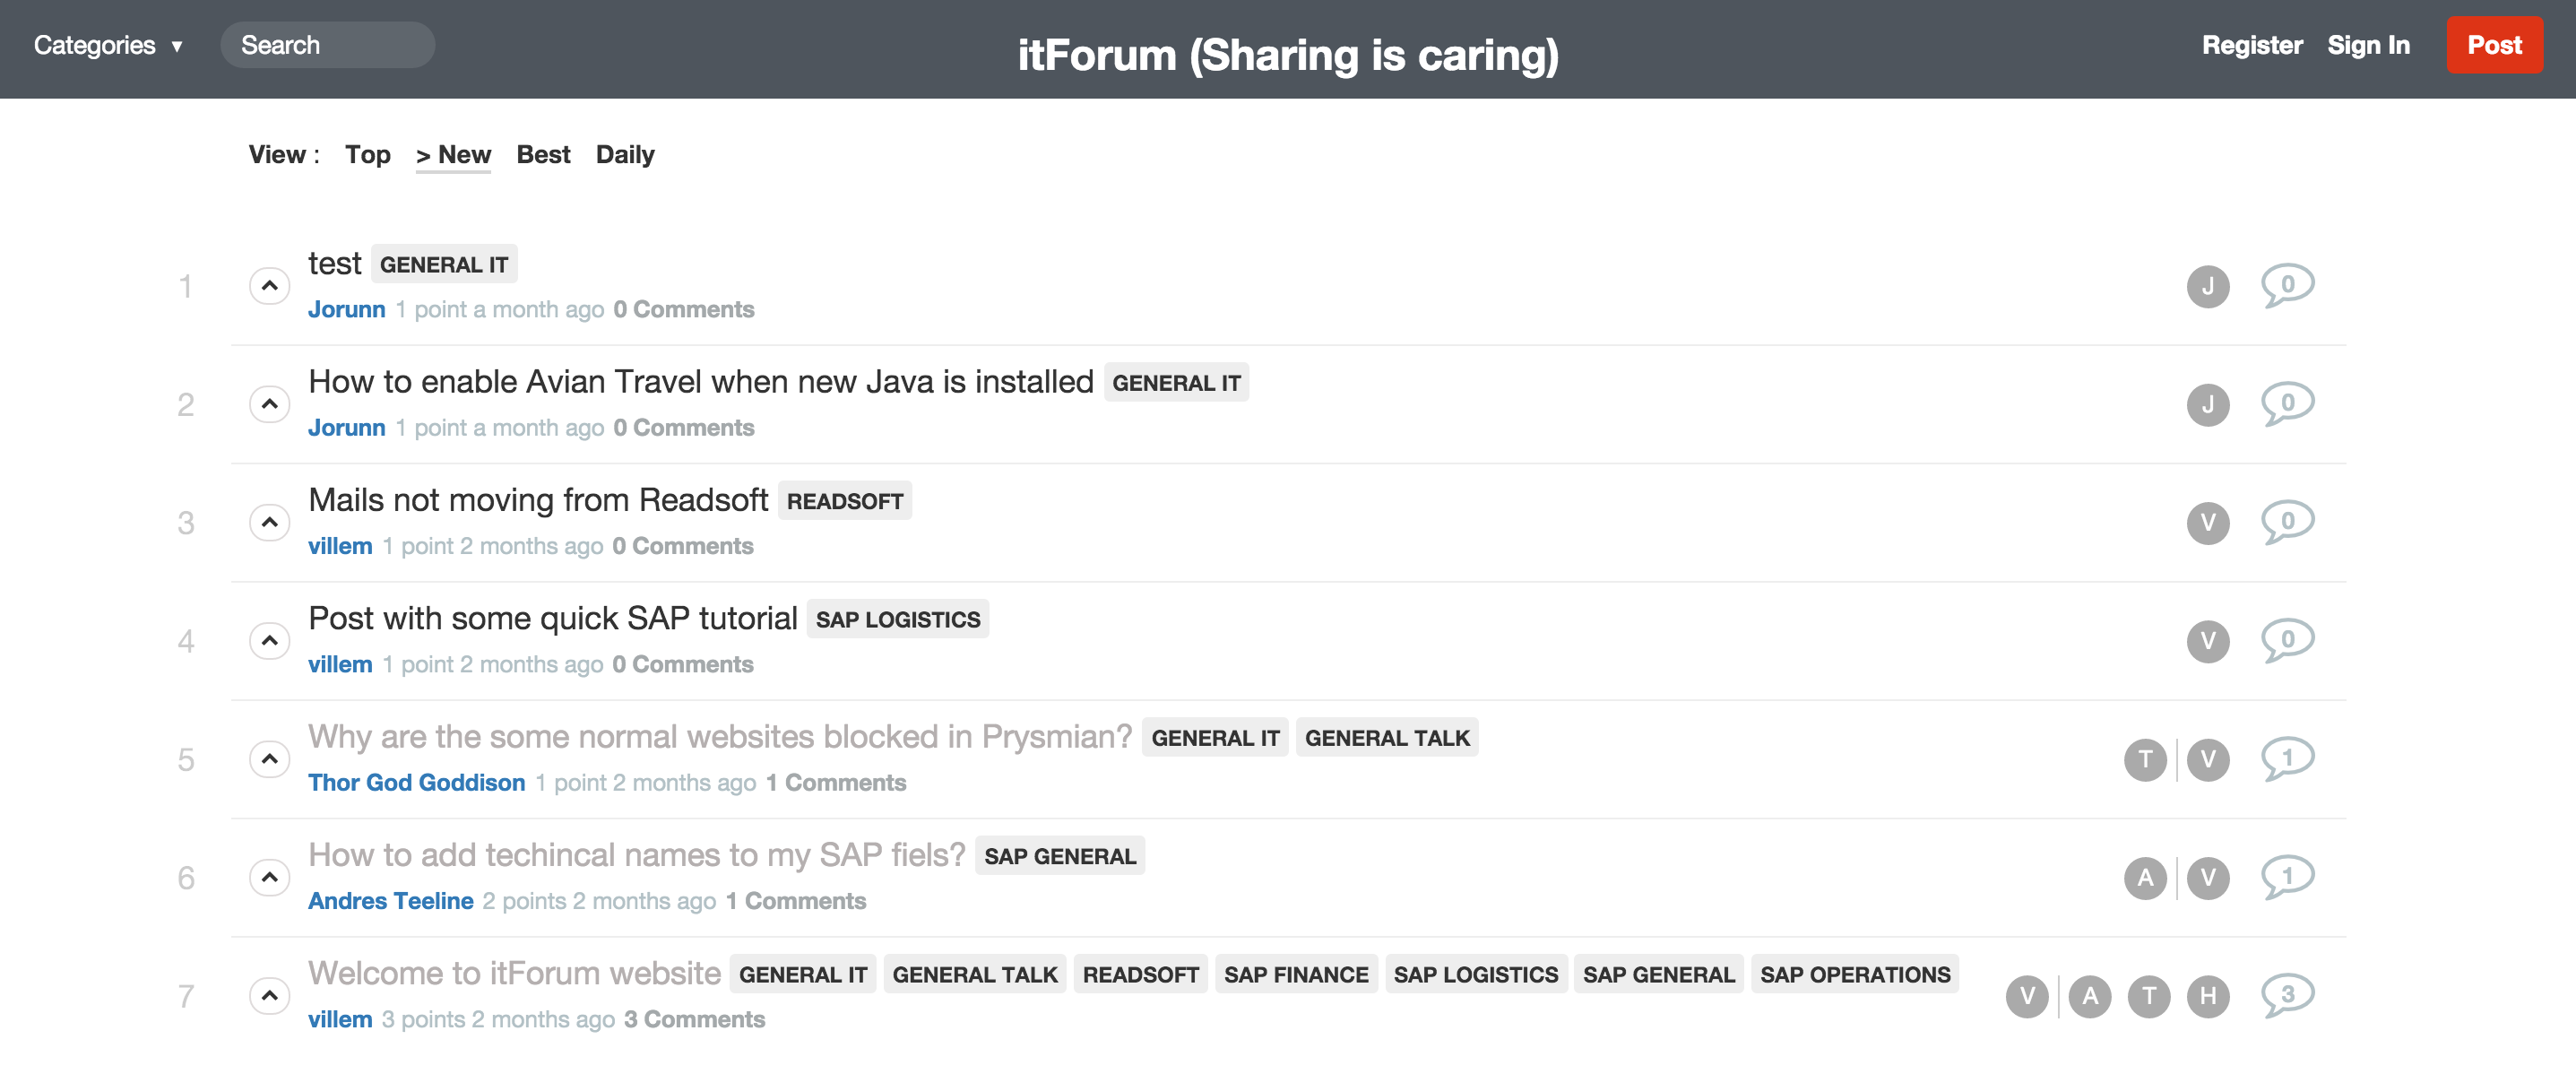 Categories ▼ Search itForum (Sharing is caring) Register Sign In Post
View : Top > New Best Daily
1 test GENERAL IT J 0
Jorunn 1 point a month ago 0 Comments
2 How to enable Avian Travel when new Java is installed GENERAL IT J 0
Jorunn 1 point a month ago 0 Comments
3 Mails not moving from Readsoft READSOFT V 0
villem 1 point 2 months ago 0 Comments
4 Post with some quick SAP tutorial SAP LOGISTICS V 0
villem 1 point 2 months ago 0 Comments
5 Why are the some normal websites blocked in Prysmian? GENERAL IT GENERAL TALK T V 1
Thor God Goddison 1 point 2 months ago 1 Comments
6 How to add techincal names to my SAP fiels? SAP GENERAL A V 1
Andres Teeline 2 points 2 months ago 1 Comments
7 Welcome to itForum website GENERAL IT GENERAL TALK READSOFT SAP FINANCE SAP LOGISTICS SAP GENERAL SAP OPERATIONS V A T H 3
villem 3 points 2 months ago 3 Comments